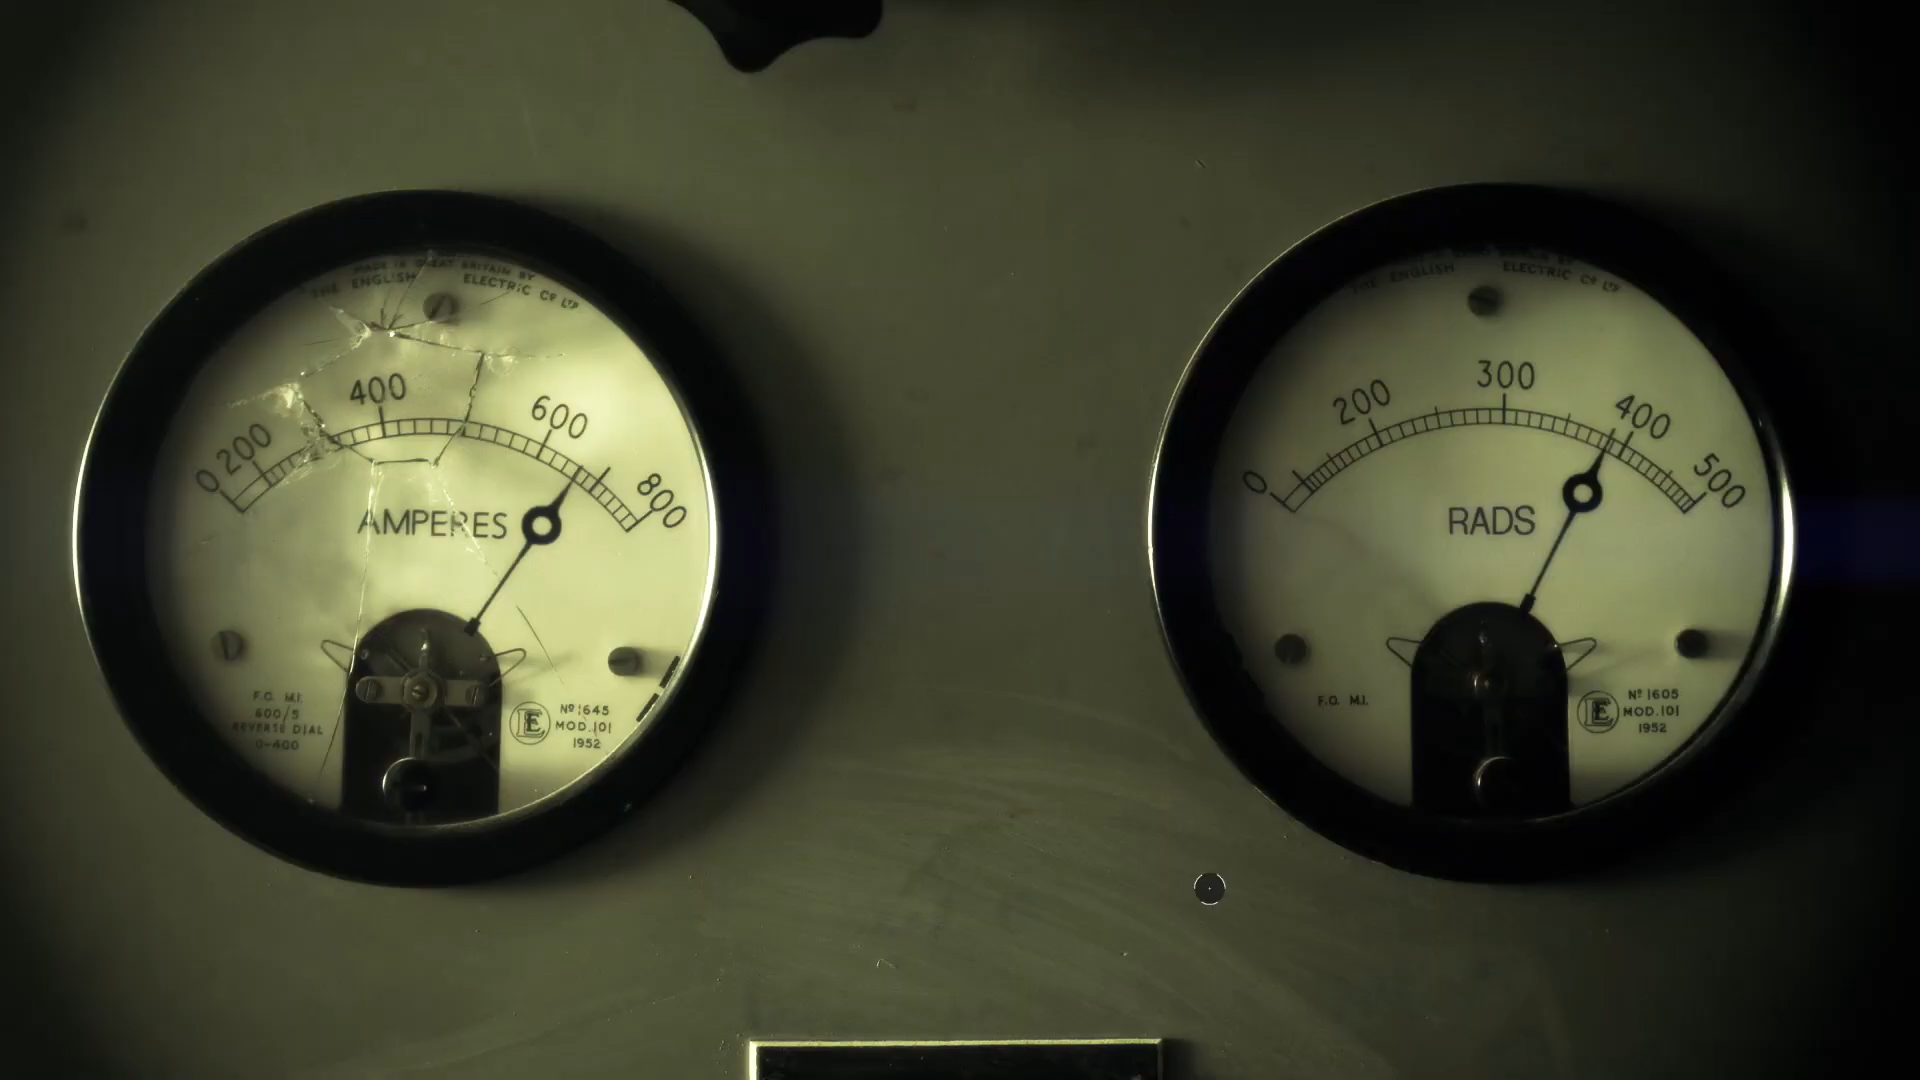 MADE IN GREAT BRITAIN BY
THE ENGLISH ELECTRIC Co LTD
0 200 400 600 800
AMPERES
F.G. M.I.
600/5
REVERSE DIAL
0-400
E
No 1645
MOD.101
1952
THE ENGLISH ELECTRIC Co LTD
0 200 300 400 500
RADS
F.G. M.I.
E
No 1605
MOD.101
1952